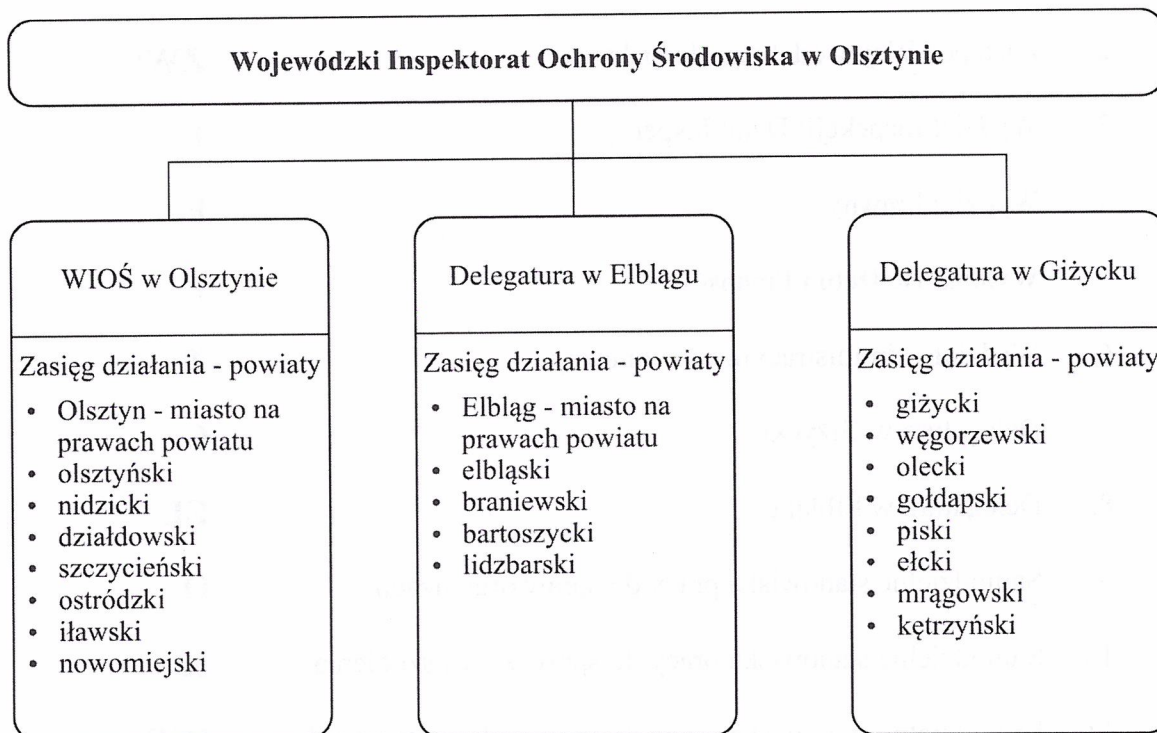 Wojewódzki Inspektorat Ochrony Środowiska w Olsztynie
WIOŚ w Olsztynie
Zasięg działania - powiaty
• Olsztyn - miasto na
prawach powiatu
• olsztyński
• nidzicki
• działdowski
• szczycieński
• ostródzki
• iławski
• nowomiejski
Delegatura w Elblągu
Zasięg działania - powiaty
• Elbląg - miasto na
prawach powiatu
• elbląski
• braniewski
• bartoszycki
• lidzbarski
Delegatura w Giżycku
Zasięg działania - powiaty
• giżycki
• węgorzewski
• olecki
• gołdapski
• piski
• ełcki
• mrągowski
• kętrzyński